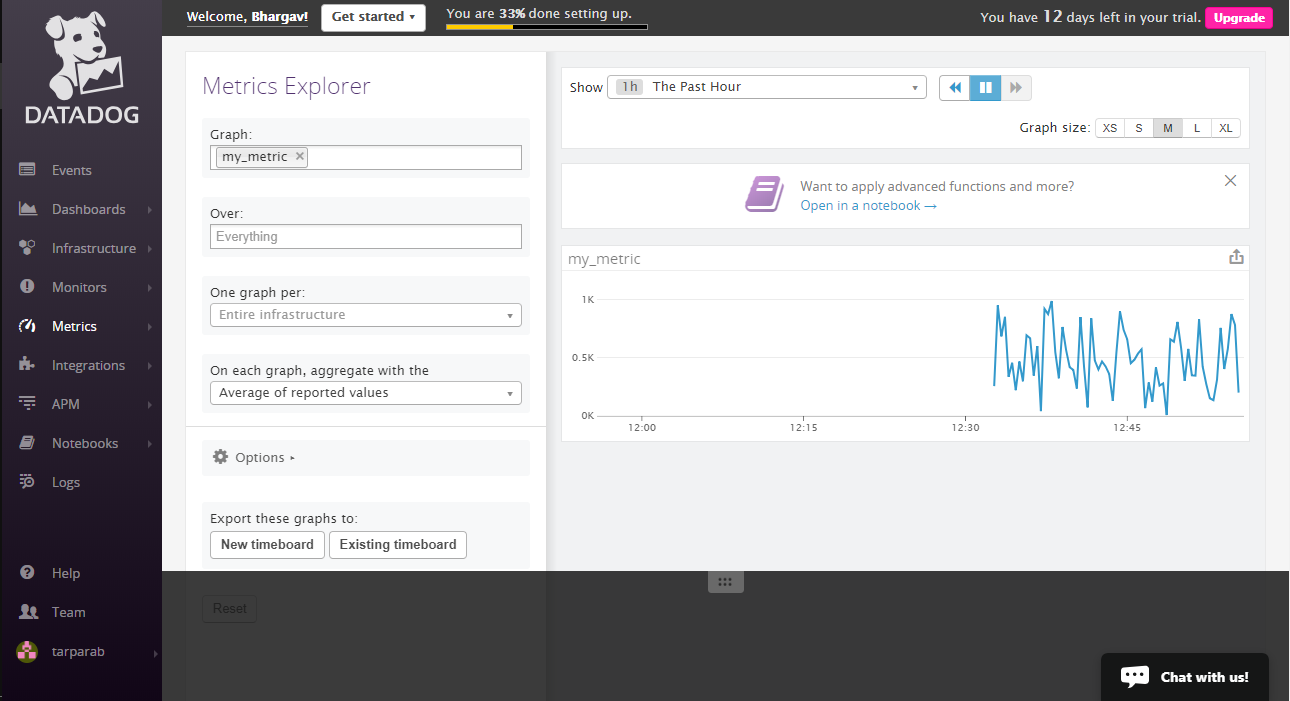 Welcome, Bhargav!
Get started ▾
You are 33% done setting up.
You have 12 days left in your trial.
Upgrade
DATADOG
Events
Dashboards
Infrastructure
Monitors
Metrics
Integrations
APM
Notebooks
Logs
Help
Team
tarparab
Metrics Explorer
Graph:
my_metric ×
Over:
Everything
One graph per:
Entire infrastructure
On each graph, aggregate with the
Average of reported values
Options ▸
Export these graphs to:
New timeboard
Existing timeboard
Reset
Show 1h The Past Hour
Graph size: XS S M L XL
Want to apply advanced functions and more?
Open in a notebook →
my_metric
1K
0.5K
0K
12:00 12:15 12:30 12:45
Chat with us!